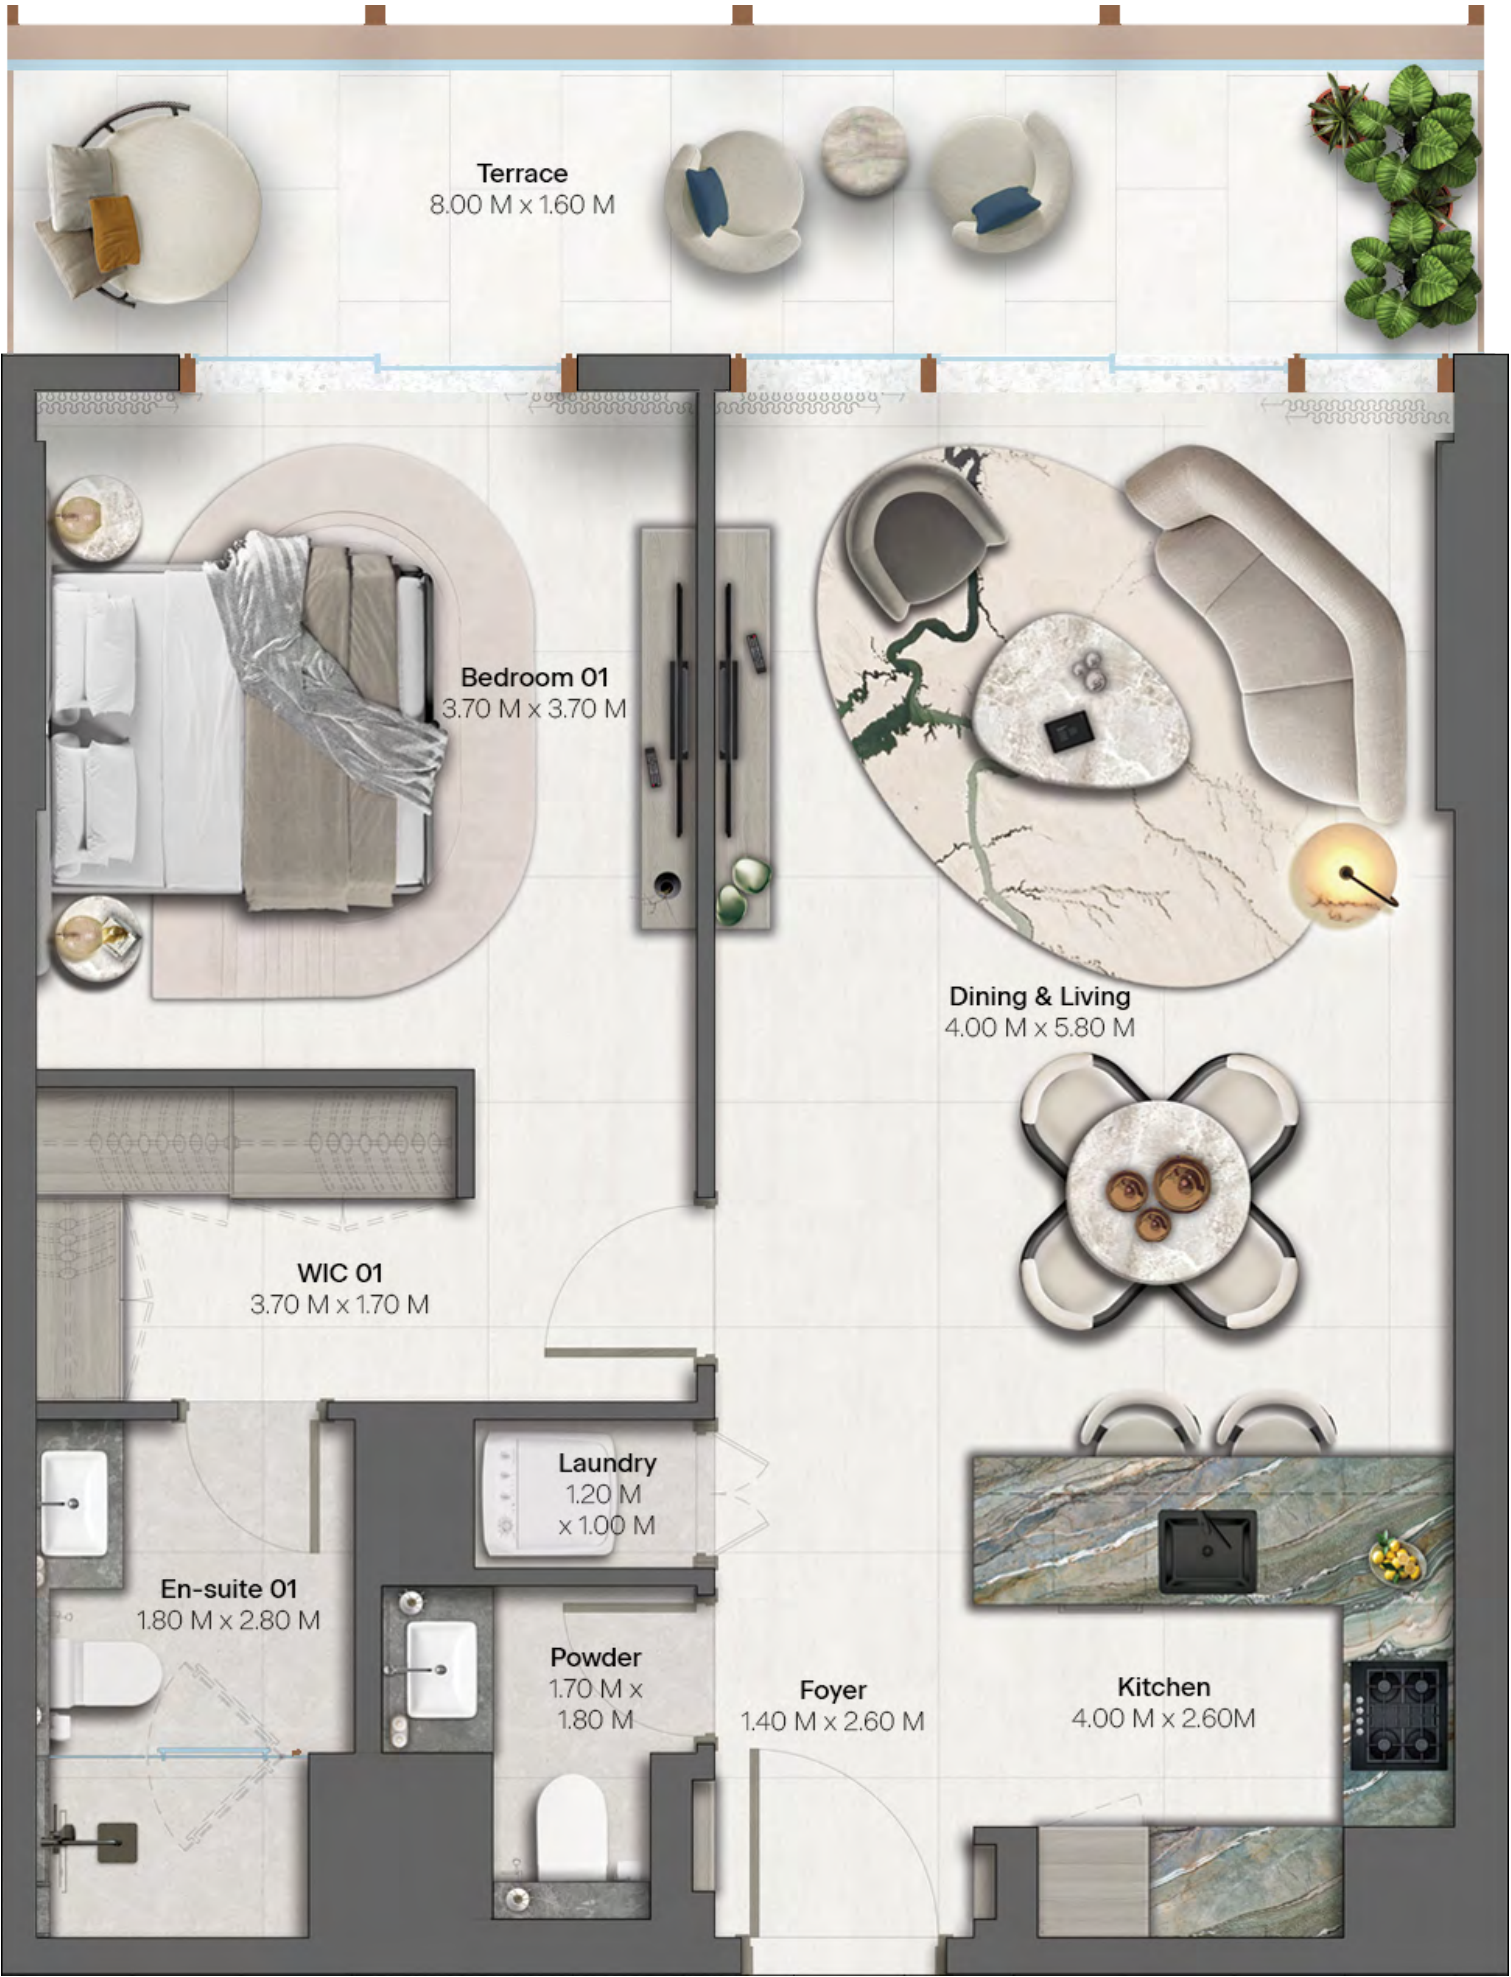 Terrace
8.00 M x 1.60 M
Bedroom 01
3.70 M x 3.70 M
Dining & Living
4.00 M x 5.80 M
WIC 01
3.70 M x 1.70 M
Laundry
1.20 M
x 1.00 M
En-suite 01
1.80 M x 2.80 M
Powder
1.70 M x
1.80 M
Foyer
1.40 M x 2.60 M
Kitchen
4.00 M x 2.60M